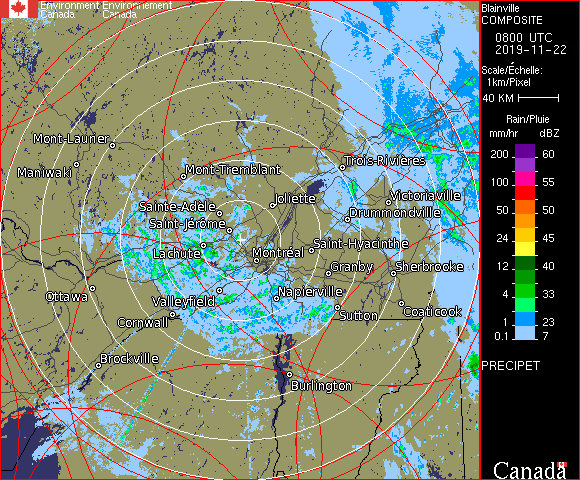 Environment Environnement
Canada Canada
Blainville
COMPOSITE
0800 UTC
2019-11-22
Scale/Échelle:
1km/Pixel
40 KM
Rain/Pluie
mm/hr dBZ
200 60
100 55
50 50
24 45
12 40
4 33
1 23
0.1 7
PRECIPET
Mont-Laurier
Maniwaki
Mont-Tremblant
Trois-Rivières
Joliette
Victoriaville
Sainte-Adèle
Drummondville
Saint-Jérôme
Saint-Hyacinthe
Lachute
Montréal
Granby
Sherbrooke
Ottawa
Valleyfield
Napierville
Coaticook
Cornwall
Sutton
Brockville
Burlington
Canada